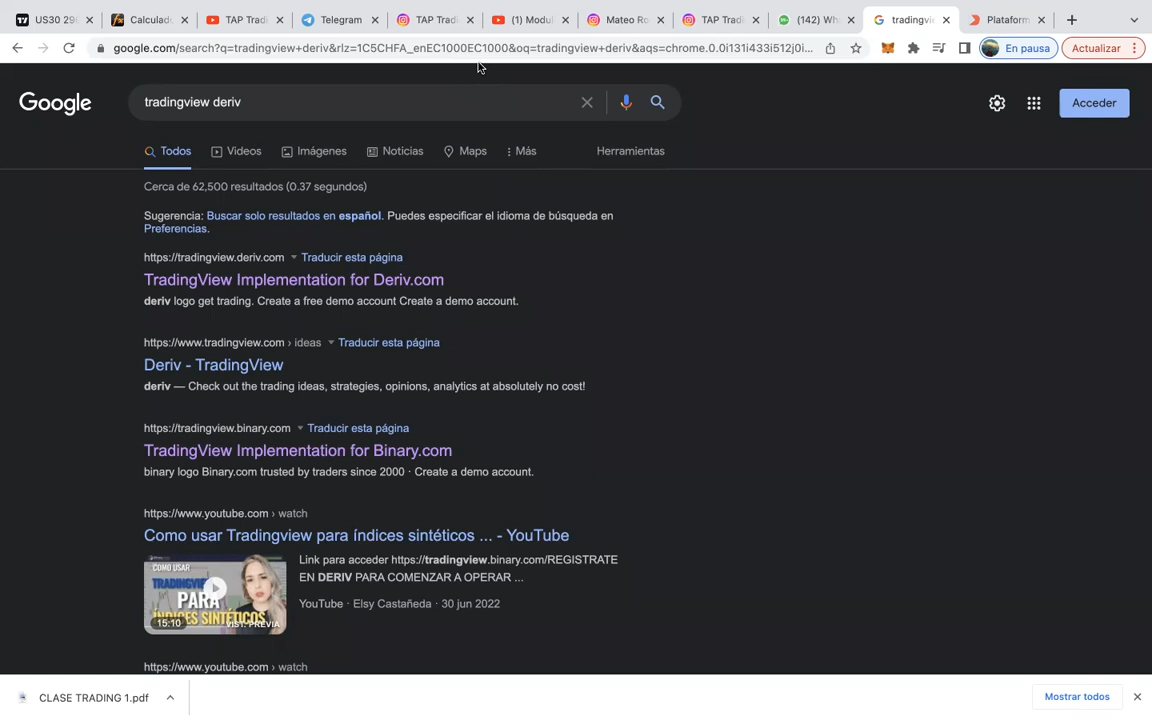 US30 29
Calculad
TAP Tradi
Telegram
TAP Tradi
(1) Modu
Mateo Ro
TAP Tradi
(142) Wh
tradingvi
Plataform
google.com/search?q=tradingview+deriv&rlz=1C5CHFA_enEC1000EC1000&oq=tradingview+deriv&aqs=chrome.0.0i131i433i512j0i...
En pausa
Actualizar
Google
tradingview deriv
Acceder
Todos
Videos
Imágenes
Noticias
Maps
Más
Herramientas
Cerca de 62,500 resultados (0.37 segundos)
Sugerencia: Buscar solo resultados en español. Puedes especificar el idioma de búsqueda en
Preferencias.
https://tradingview.deriv.com Traducir esta página
TradingView Implementation for Deriv.com
deriv logo get trading. Create a free demo account Create a demo account.
https://www.tradingview.com › ideas Traducir esta página
Deriv - TradingView
deriv — Check out the trading ideas, strategies, opinions, analytics at absolutely no cost!
https://tradingview.binary.com Traducir esta página
TradingView Implementation for Binary.com
binary logo Binary.com trusted by traders since 2000 · Create a demo account.
https://www.youtube.com › watch
Como usar Tradingview para índices sintéticos ... - YouTube
COMO USAR
TRADINGVIEW
PARA
ÍNDICES SINTÉTICOS
15:10
VIST. PREVIA
Link para acceder https://tradingview.binary.com/REGISTRATE
EN DERIV PARA COMENZAR A OPERAR ...
YouTube · Elsy Castañeda · 30 jun 2022
https://www.youtube.com › watch
CLASE TRADING 1.pdf
Mostrar todos